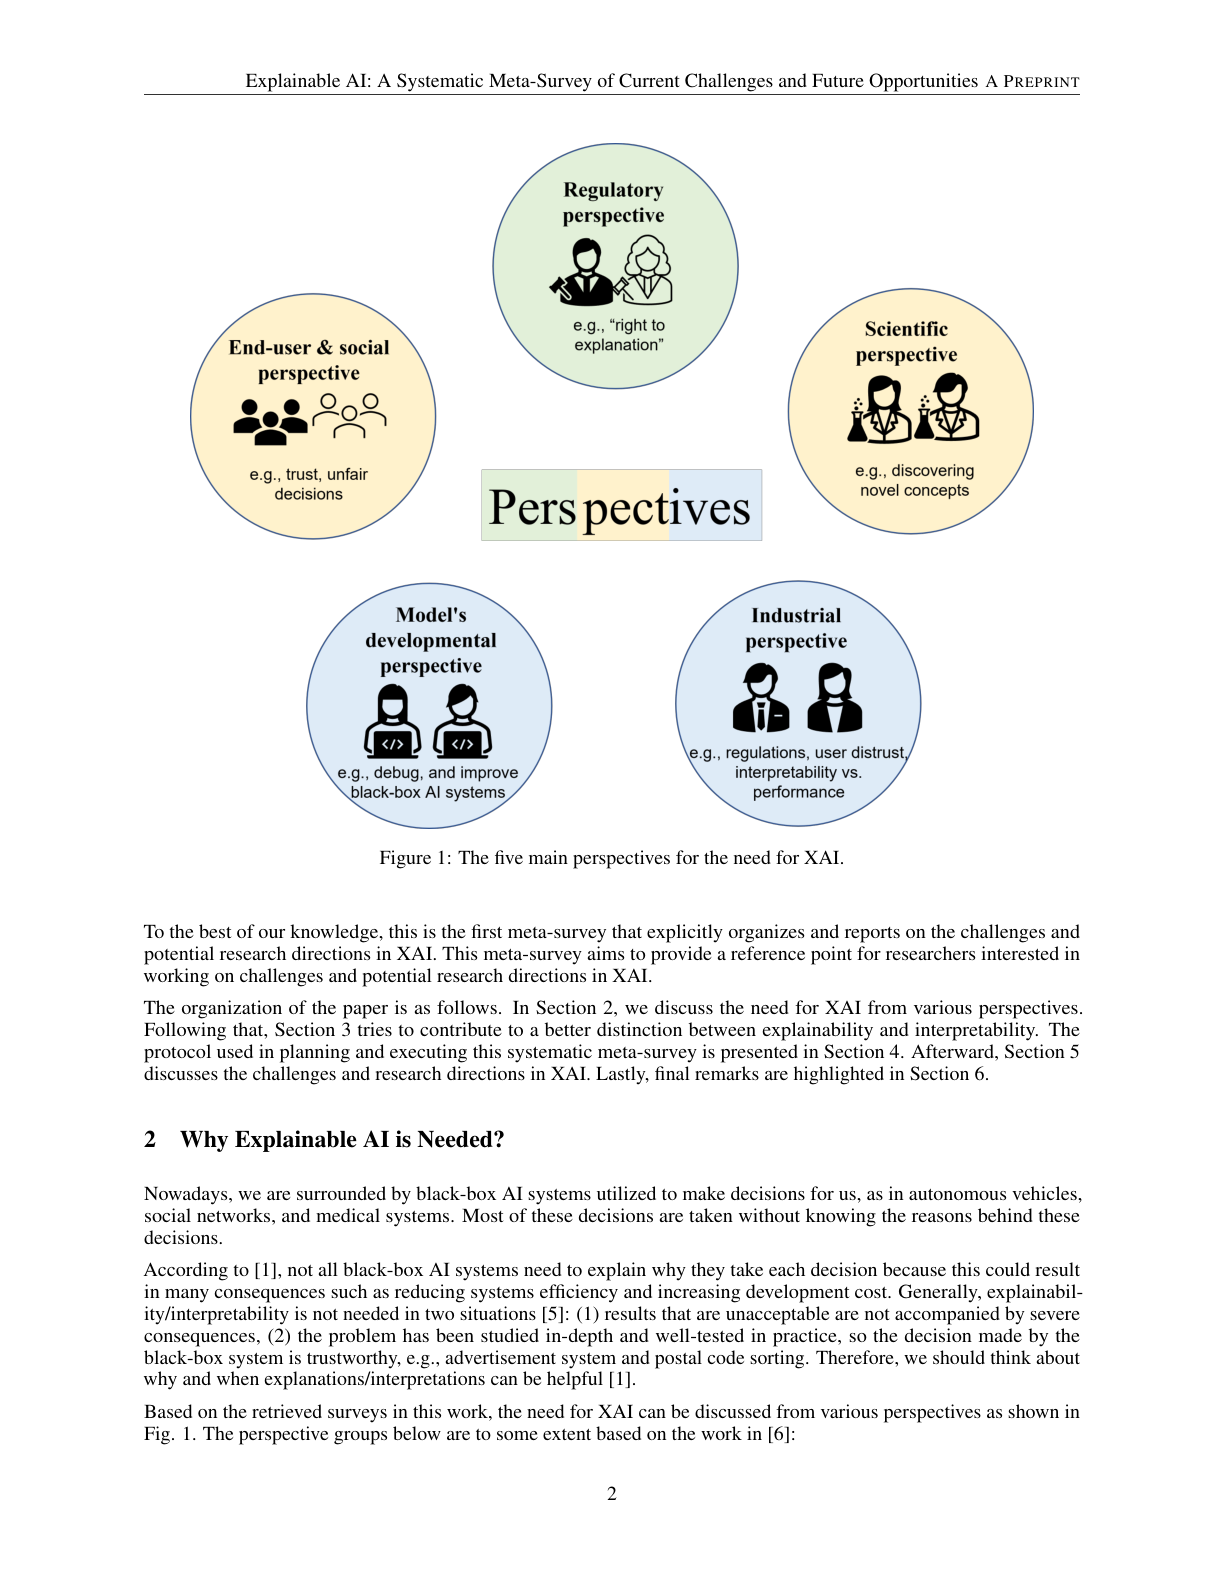 Explainable AI: A Systematic Meta-Survey of Current Challenges and Future Opportunities A PREPRINT
Regulatory
perspective
e.g., “right to
explanation”
End-user & social
perspective
e.g., trust, unfair
decisions
Scientific
perspective
e.g., discovering
novel concepts
Perspectives
Model's
developmental
perspective
</>
</>
e.g., debug, and improve
black-box AI systems
Industrial
perspective
e.g., regulations, user distrust,
interpretability vs.
performance
Figure 1: The five main perspectives for the need for XAI.
To the best of our knowledge, this is the first meta-survey that explicitly organizes and reports on the challenges and
potential research directions in XAI. This meta-survey aims to provide a reference point for researchers interested in
working on challenges and potential research directions in XAI.
The organization of the paper is as follows. In Section 2, we discuss the need for XAI from various perspectives.
Following that, Section 3 tries to contribute to a better distinction between explainability and interpretability. The
protocol used in planning and executing this systematic meta-survey is presented in Section 4. Afterward, Section 5
discusses the challenges and research directions in XAI. Lastly, final remarks are highlighted in Section 6.
2 Why Explainable AI is Needed?
Nowadays, we are surrounded by black-box AI systems utilized to make decisions for us, as in autonomous vehicles,
social networks, and medical systems. Most of these decisions are taken without knowing the reasons behind these
decisions.
According to [1], not all black-box AI systems need to explain why they take each decision because this could result
in many consequences such as reducing systems efficiency and increasing development cost. Generally, explainabil-
ity/interpretability is not needed in two situations [5]: (1) results that are unacceptable are not accompanied by severe
consequences, (2) the problem has been studied in-depth and well-tested in practice, so the decision made by the
black-box system is trustworthy, e.g., advertisement system and postal code sorting. Therefore, we should think about
why and when explanations/interpretations can be helpful [1].
Based on the retrieved surveys in this work, the need for XAI can be discussed from various perspectives as shown in
Fig. 1. The perspective groups below are to some extent based on the work in [6]:
2